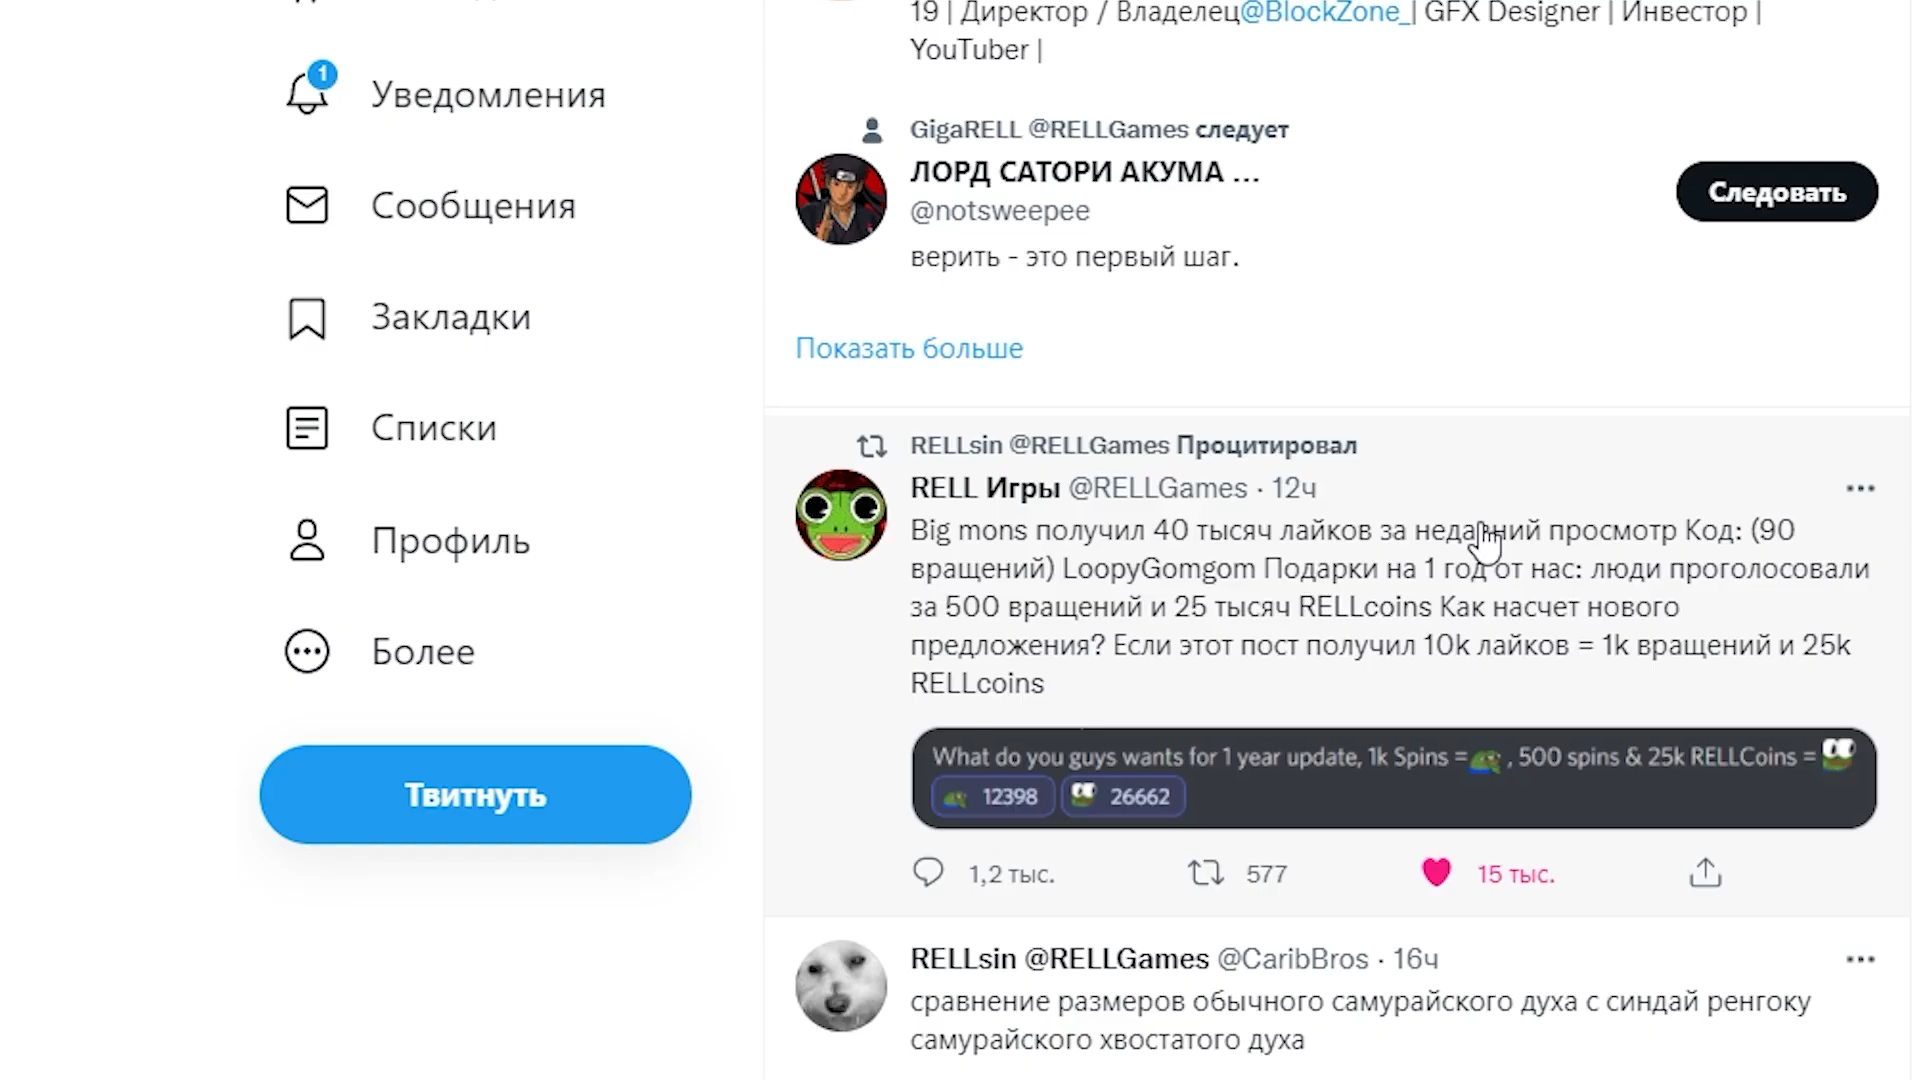 1
Уведомления
Сообщения
Закладки
Списки
Профиль
Более
Твитнуть
19 | Директор / Владелец@BlockZone_| GFX Designer | Инвестор |
YouTuber |
GigaRELL @RELLGames следует
ЛОРД САТОРИ АКУМА ...
@notsweepee
верить - это первый шаг.
Следовать
Показать больше
RELLsin @RELLGames Процитировал
RELL Игры @RELLGames · 12ч
Big mons получил 40 тысяч лайков за недавний просмотр Код: (90
вращений) LoopyGomgom Подарки на 1 год от нас: люди проголосовали
за 500 вращений и 25 тысяч RELLcoins Как насчет нового
предложения? Если этот пост получил 10k лайков = 1k вращений и 25k
RELLcoins
What do you guys wants for 1 year update, 1k Spins = , 500 spins & 25k RELLCoins =
12398 26662
1,2 тыс. 577 15 тыс.
RELLsin @RELLGames @CaribBros · 16ч
сравнение размеров обычного самурайского духа с синдай ренгоку
самурайского хвостатого духа